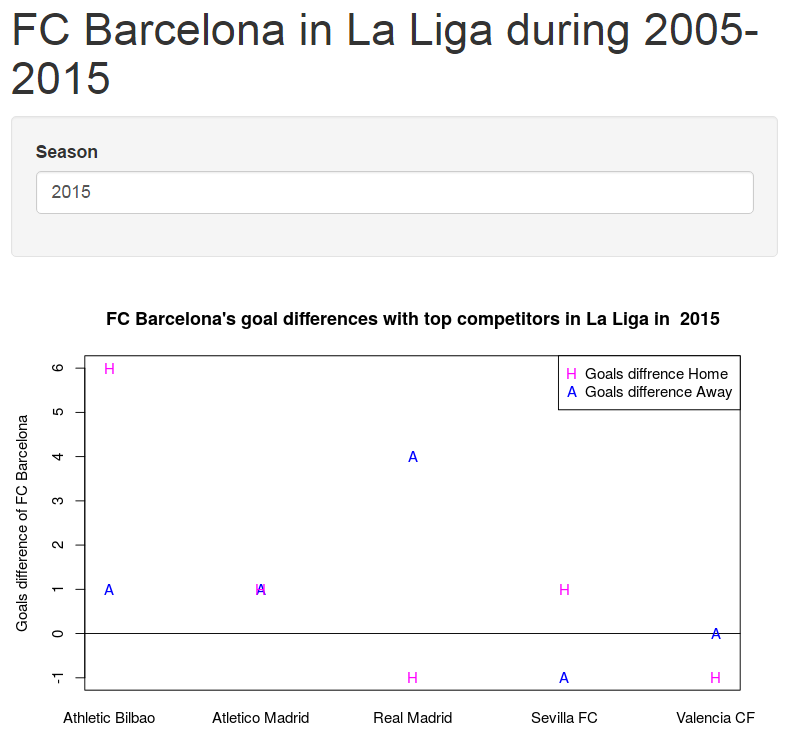 FC Barcelona in La Liga during 2005-
2015
Season
2015
FC Barcelona's goal differences with top competitors in La Liga in  2015
H Goals diffrence Home
A Goals difference Away
Goals difference of FC Barcelona
6
5
4
3
2
1
0
-1
H
A
A
H
A
H
H
A
A
H
Athletic Bilbao Atletico Madrid Real Madrid Sevilla FC Valencia CF